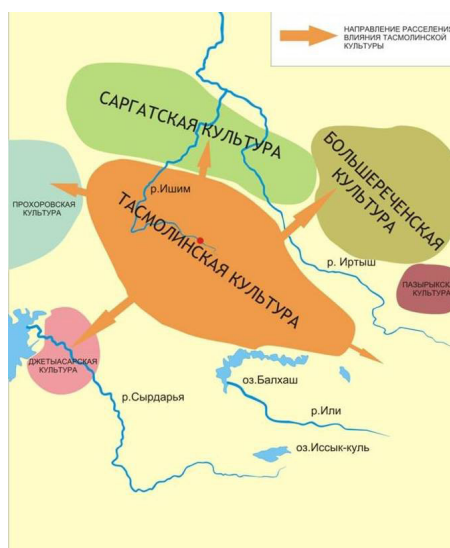 НАПРАВЛЕНИЕ РАССЕЛЕНИЯ
ВЛИЯНИЯ ТАСМОЛИНСКОЙ
КУЛЬТУРЫ
САРГАТСКАЯ КУЛЬТУРА
БОЛЬШЕРЕЧЕНСКАЯ
КУЛЬТУРА
р.Ишим
ПРОХОРОВСКАЯ
КУЛЬТУРА
ТАСМОЛИНСКАЯ КУЛЬТУРА
р. Иртыш
ПАЗЫРЫКСК
КУЛЬТУРА
ДЖЕТЫАСАРСКАЯ
КУЛЬТУРА
оз.Балхаш
р.Сырдарья
р.Или
оз.Иссык-куль